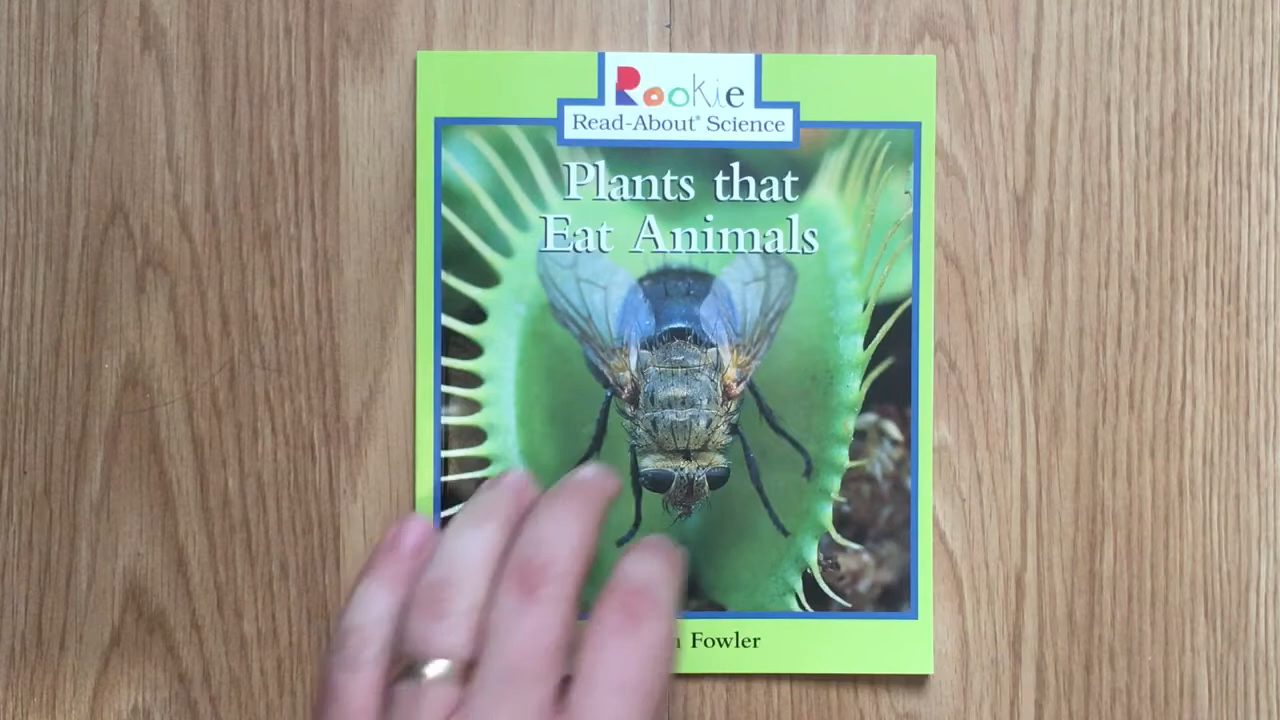 Rookie
Read-About® Science
Plants that
Eat Animals
Fowler